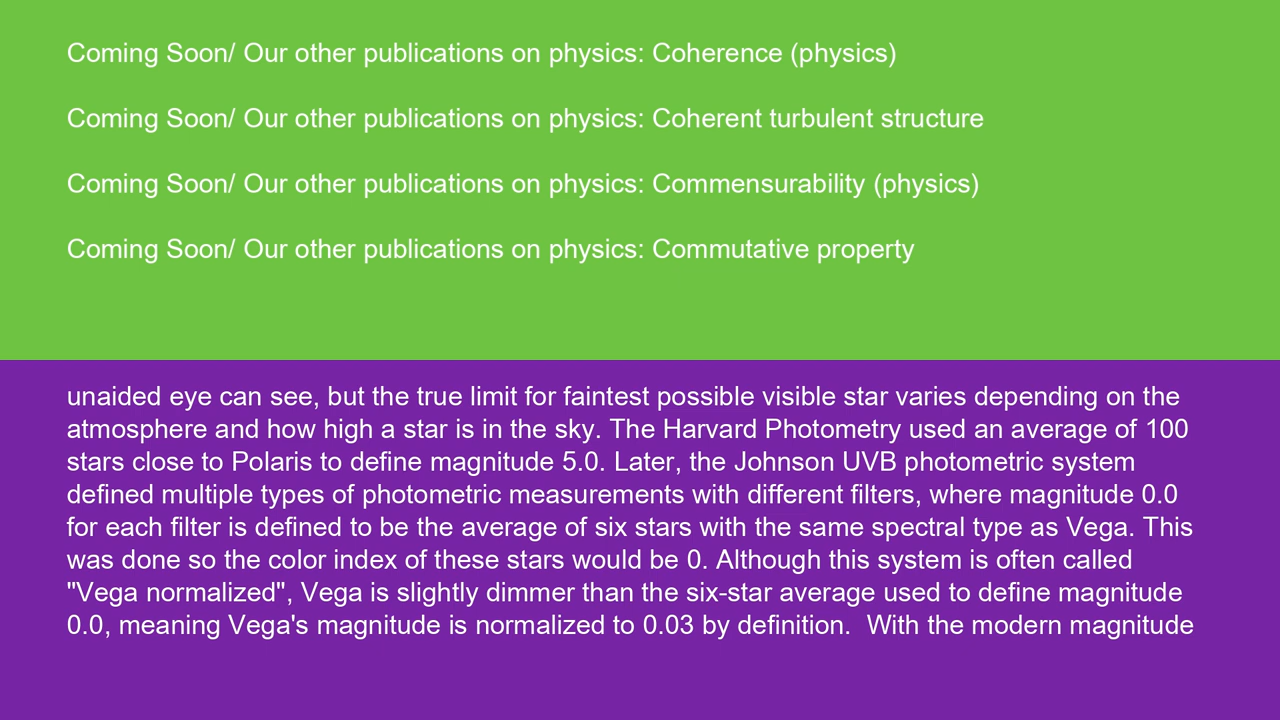 Coming Soon/ Our other publications on physics: Coherence (physics)
Coming Soon/ Our other publications on physics: Coherent turbulent structure
Coming Soon/ Our other publications on physics: Commensurability (physics)
Coming Soon/ Our other publications on physics: Commutative property
unaided eye can see, but the true limit for faintest possible visible star varies depending on the
atmosphere and how high a star is in the sky. The Harvard Photometry used an average of 100
stars close to Polaris to define magnitude 5.0. Later, the Johnson UVB photometric system
defined multiple types of photometric measurements with different filters, where magnitude 0.0
for each filter is defined to be the average of six stars with the same spectral type as Vega. This
was done so the color index of these stars would be 0. Although this system is often called
"Vega normalized", Vega is slightly dimmer than the six-star average used to define magnitude
0.0, meaning Vega's magnitude is normalized to 0.03 by definition.  With the modern magnitude